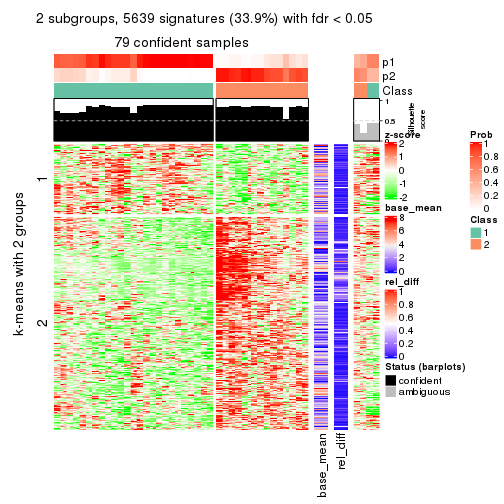 2 subgroups, 5639 signatures (33.9%) with fdr < 0.05
79 confident samples
p1
p2
Class
1
0.5
0
Silhouette
score
k-means with 2 groups
1
2
base_mean
rel_diff
z-score
2
1
0
-1
-2
base_mean
8
6
4
2
0
rel_diff
1
0.8
0.6
0.4
0.2
0
Status (barplots)
confident
ambiguous
Prob
1
0.8
0.6
0.4
0.2
0
Class
1
2